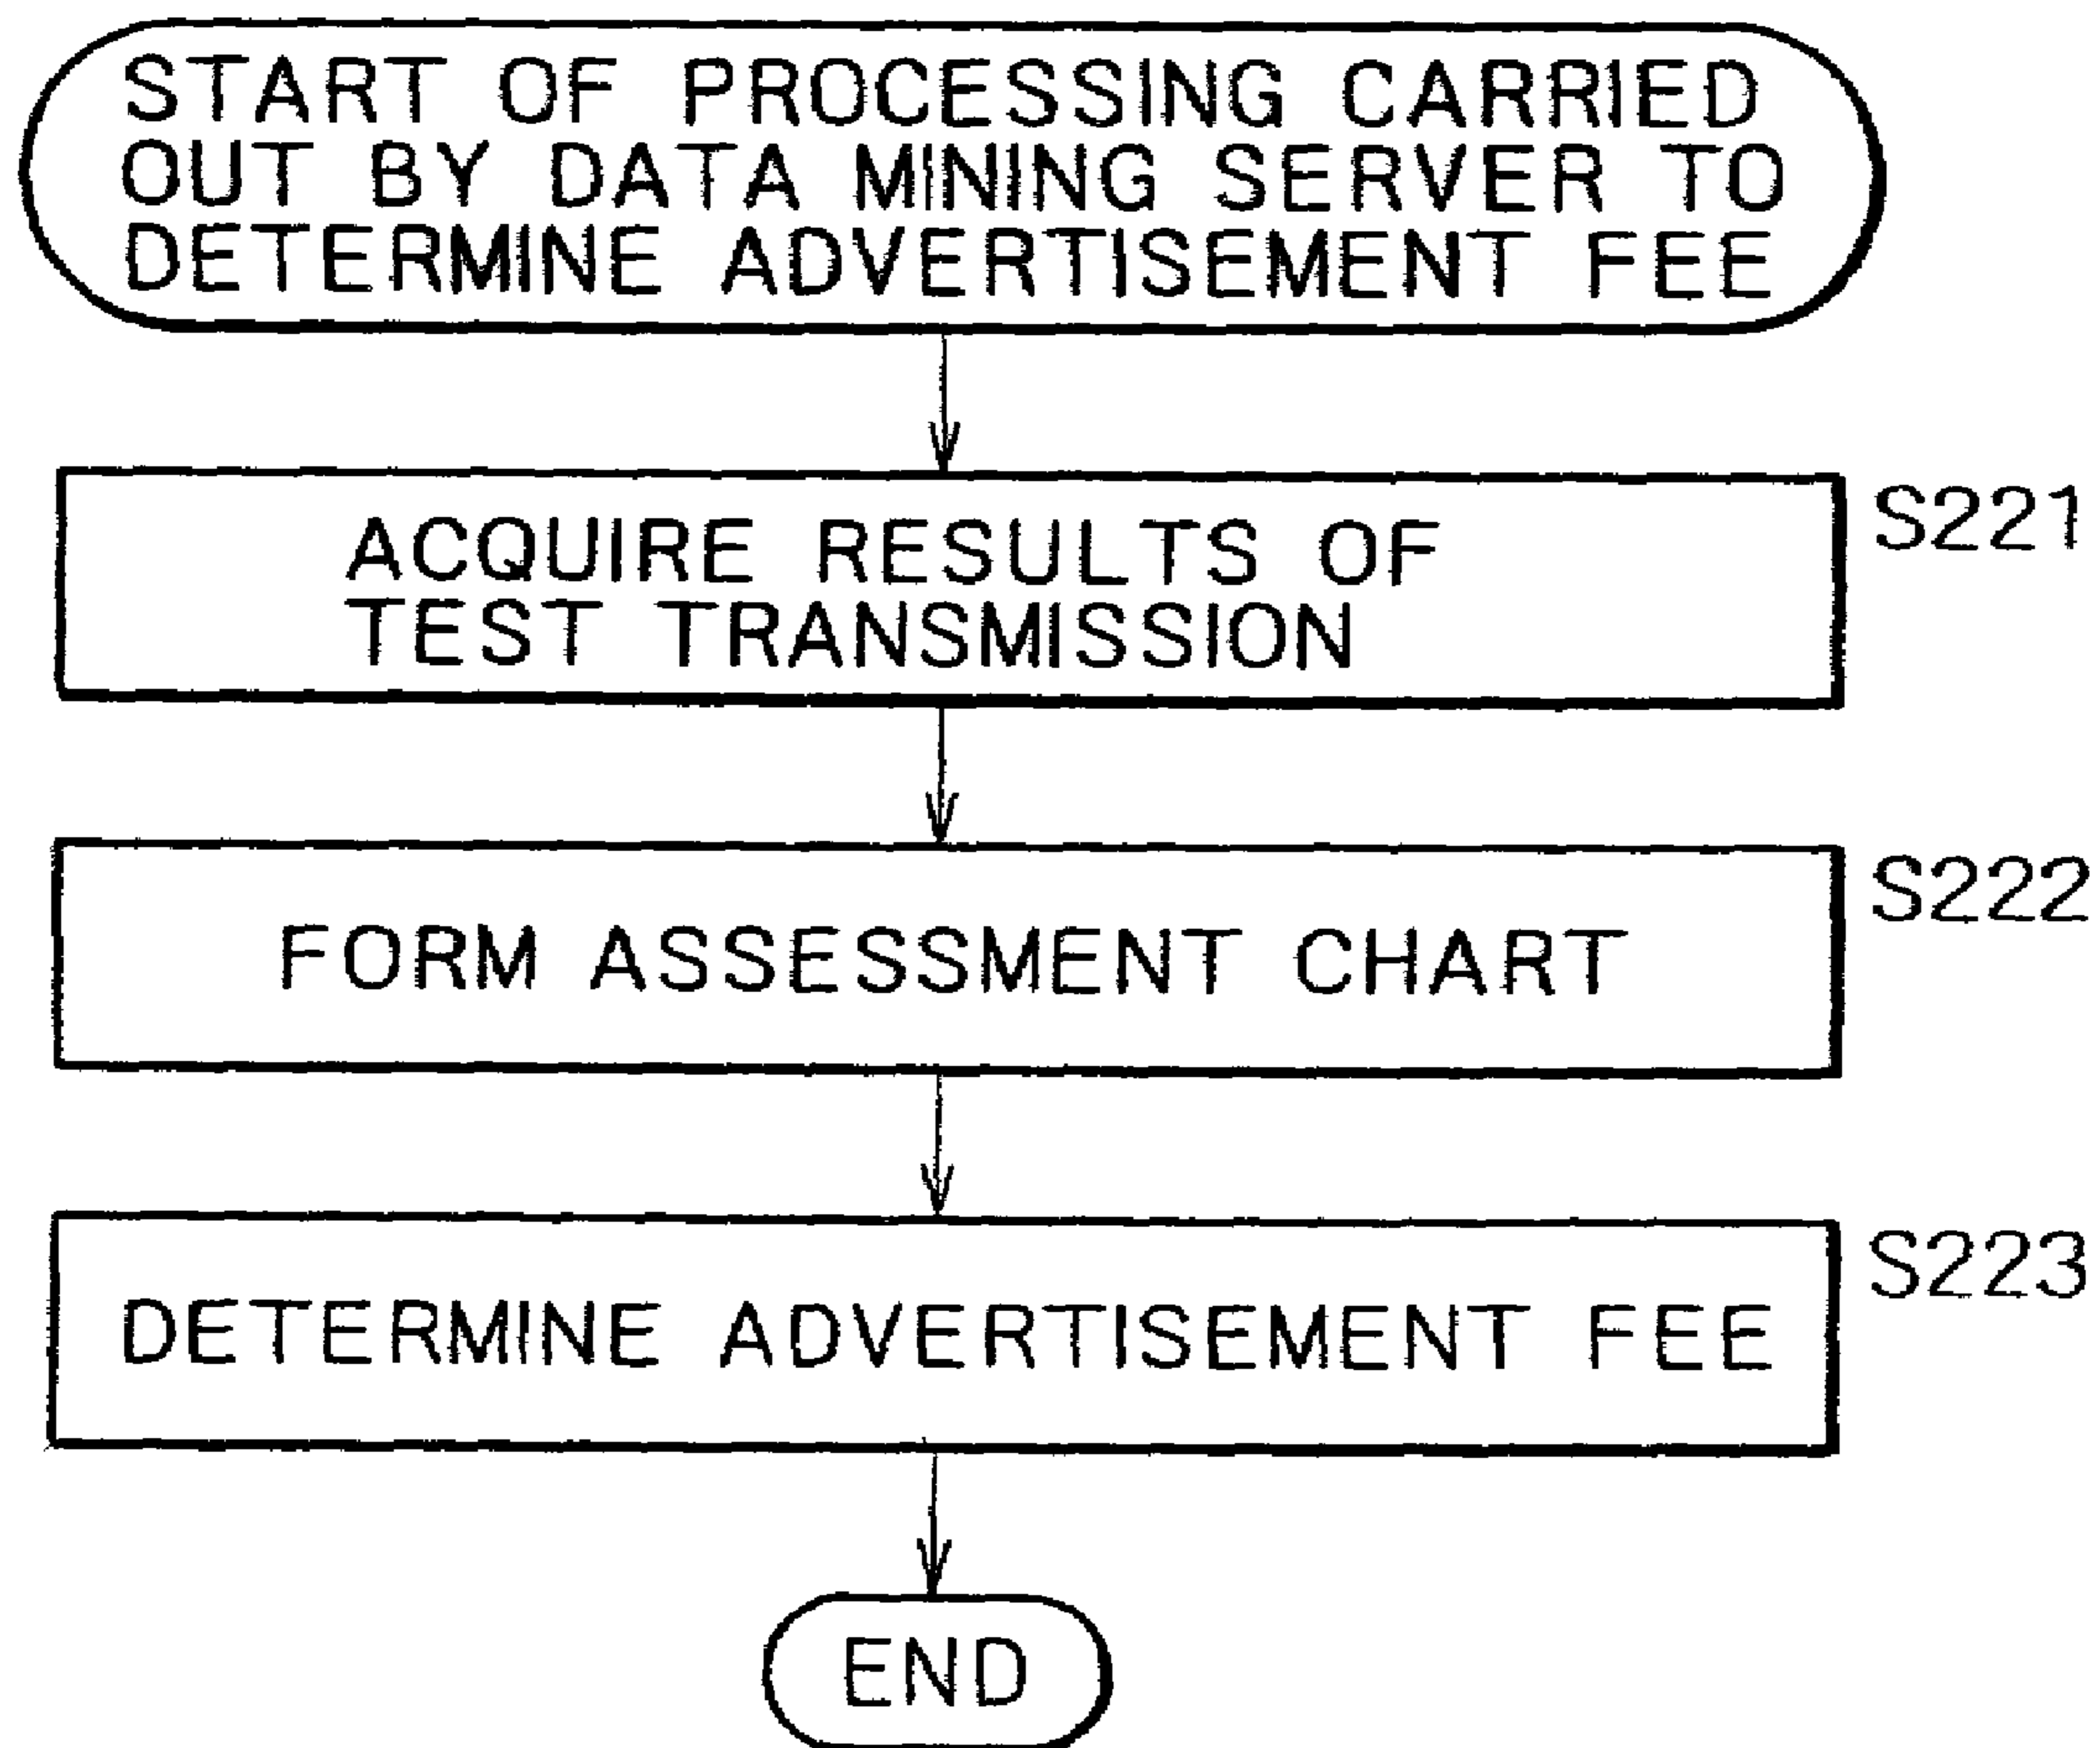 START OF PROCESSING CARRIED
OUT BY DATA MINING SERVER TO
DETERMINE ADVERTISEMENT FEE
ACQUIRE RESULTS OF
TEST TRANSMISSION
S221
FORM ASSESSMENT CHART
S222
DETERMINE ADVERTISEMENT FEE
S223
END